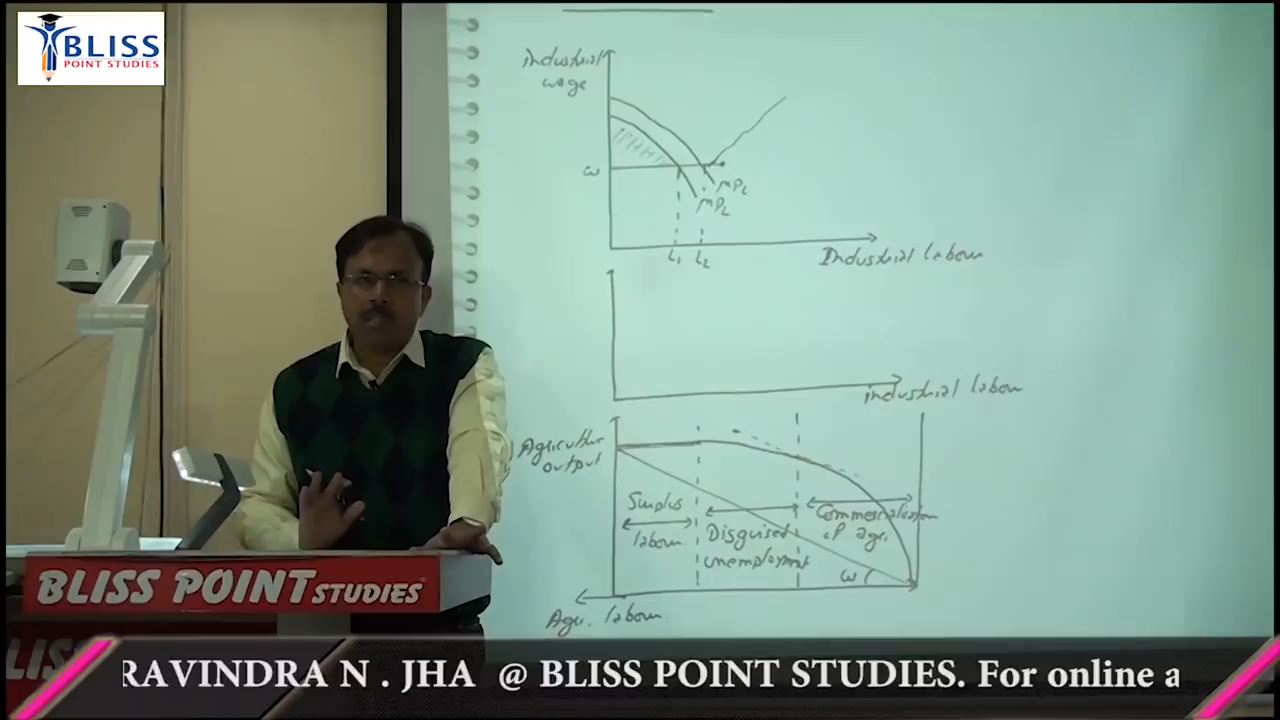 BLISS
POINT STUDIES
Industrial
wage
w
MPL
MPL
L1 L2
Industrial labour
industrial labour
Agriculture
output
Surplus
labour
Disguised
unemployment
Commercialisation
of agri.
w
Agri. labour
BLISS POINT STUDIES
RAVINDRA N . JHA @ BLISS POINT STUDIES. For online a